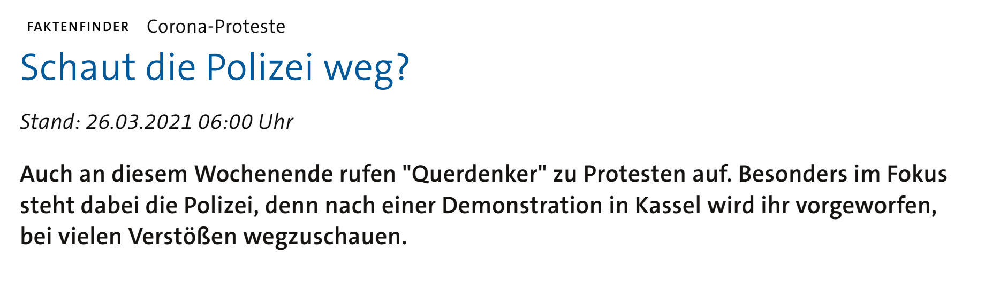 FAKTENFINDER Corona-Proteste
Schaut die Polizei weg?
Stand: 26.03.2021 06:00 Uhr
Auch an diesem Wochenende rufen "Querdenker" zu Protesten auf. Besonders im Fokus
steht dabei die Polizei, denn nach einer Demonstration in Kassel wird ihr vorgeworfen,
bei vielen Verstößen wegzuschauen.